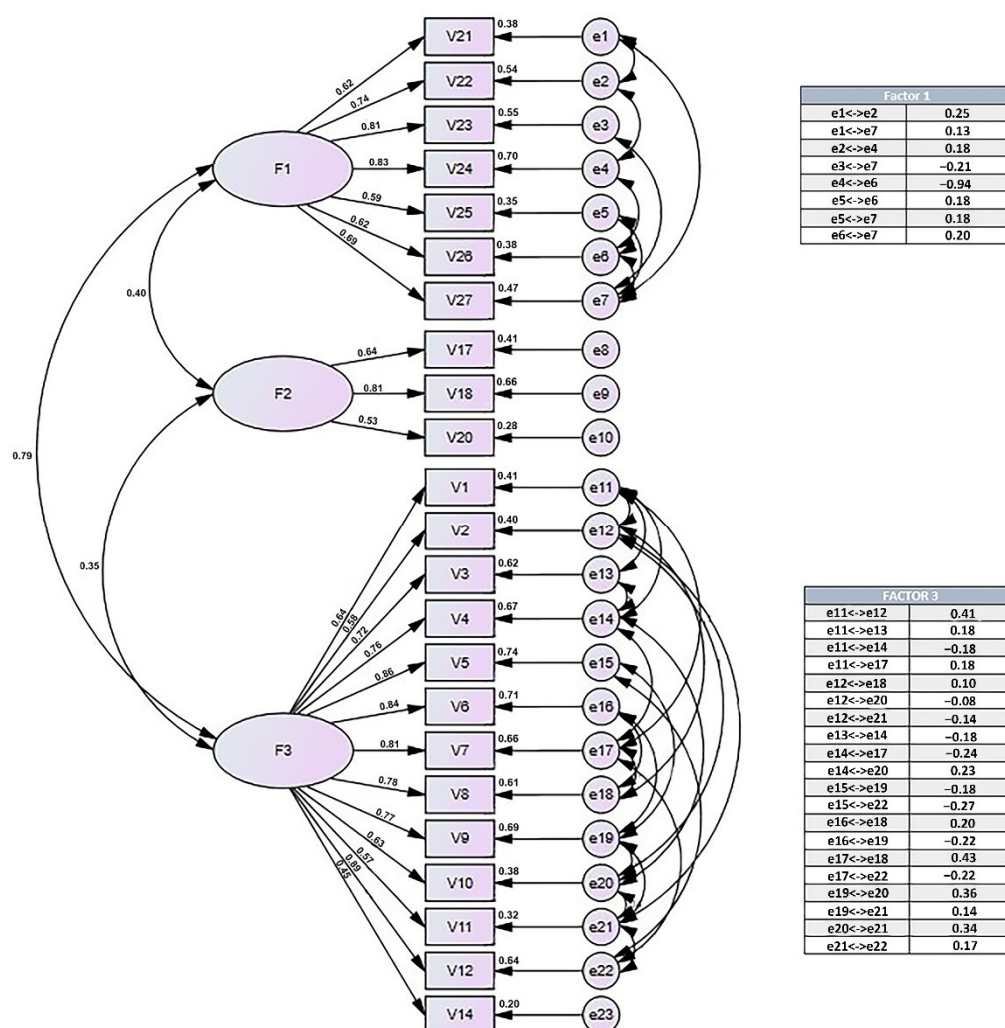 V21 0.38 e1
V22 0.54 e2
V23 0.55 e3
V24 0.70 e4
V25 0.35 e5
V26 0.38 e6
V27 0.47 e7
F1
0.62
0.74
0.81
0.83
0.59
0.62
0.69
0.40
V17 0.41 e8
V18 0.66 e9
V20 0.28 e10
F2
0.64
0.81
0.53
0.79
0.35
V1 0.41 e11
V2 0.40 e12
V3 0.62 e13
V4 0.67 e14
V5 0.74 e15
V6 0.71 e16
V7 0.66 e17
V8 0.61 e18
V9 0.69 e19
V10 0.38 e20
V11 0.32 e21
V12 0.64 e22
V14 0.20 e23
F3
0.64
0.58
0.72
0.76
0.86
0.84
0.81
0.78
0.77
0.63
0.57
0.89
0.45
Factor 1
e1<->e2 0.25
e1<->e7 0.13
e2<->e4 0.18
e3<->e7 −0.21
e4<->e6 −0.94
e5<->e6 0.18
e5<->e7 0.18
e6<->e7 0.20
FACTOR 3
e11<->e12 0.41
e11<->e13 0.18
e11<->e14 −0.18
e11<->e17 0.18
e12<->e18 0.10
e12<->e20 −0.08
e12<->e21 −0.14
e13<->e14 −0.18
e14<->e17 −0.24
e14<->e20 0.23
e15<->e19 −0.18
e15<->e22 −0.27
e16<->e18 0.20
e16<->e19 −0.22
e17<->e18 0.43
e17<->e22 −0.22
e19<->e20 0.36
e19<->e21 0.14
e20<->e21 0.34
e21<->e22 0.17